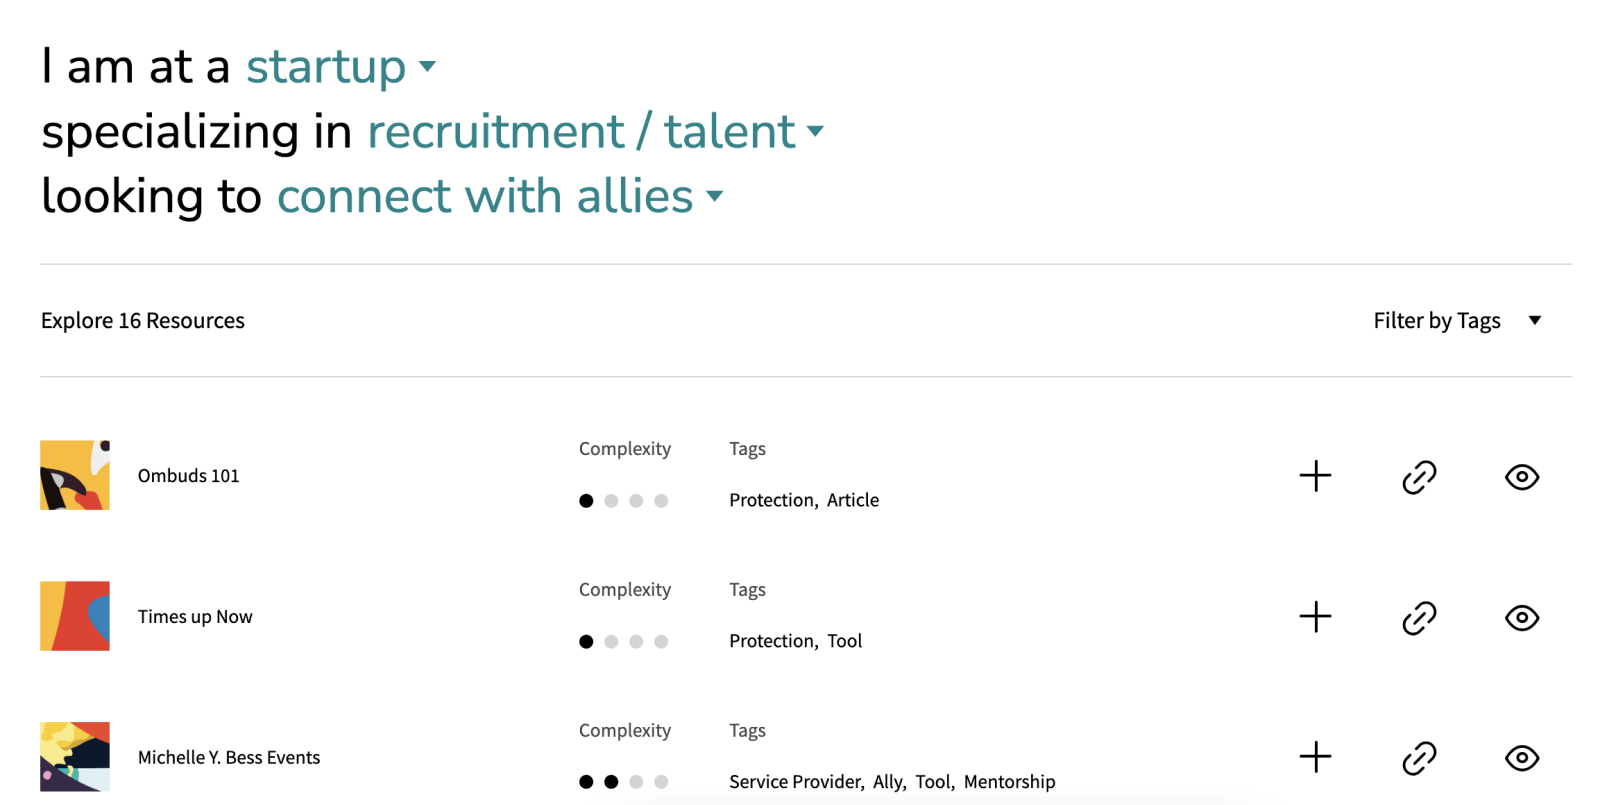 I am at a startup
specializing in recruitment / talent
looking to connect with allies
Explore 16 Resources
Filter by Tags
Ombuds 101
Complexity
Tags
Protection, Article
Times up Now
Complexity
Tags
Protection, Tool
Michelle Y. Bess Events
Complexity
Tags
Service Provider, Ally, Tool, Mentorship